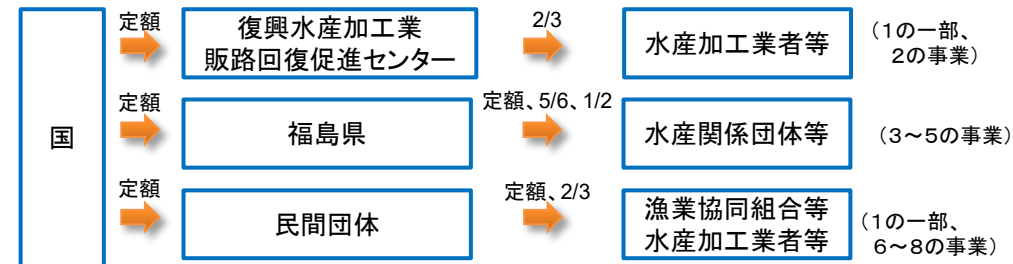 定額
復興水産加工業
販路回復促進センター
2/3
水産加工業者等
(1の一部、
2の事業)
国
定額
福島県
定額、5/6、1/2
水産関係団体等
(3~5の事業)
定額
民間団体
定額、2/3
漁業協同組合等
水産加工業者等
(1の一部、
6~8の事業)